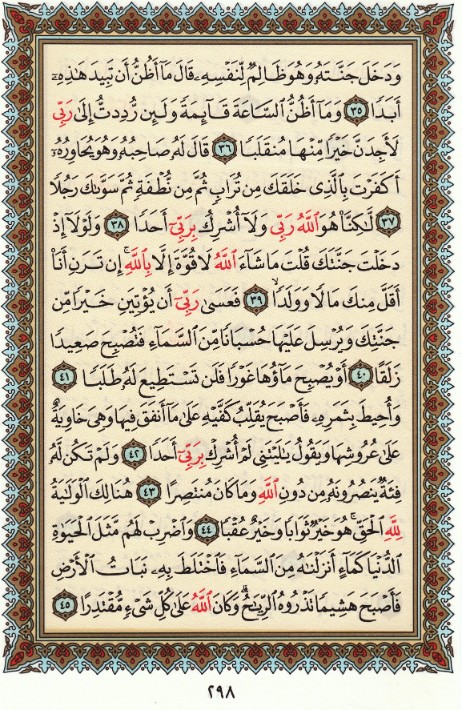 وَدَخَلَ جَنَّتَهُۥ وَهُوَ ظَالِمٌ لِّنَفْسِهِۦ قَالَ مَآ أَظُنُّ أَن تَبِيدَ هَٰذِهِۦٓ
أَبَدًا ٣٥ وَمَآ أَظُنُّ ٱلسَّاعَةَ قَآئِمَةً وَلَئِن رُّدِدتُّ إِلَىٰ رَبِّى
لَأَجِدَنَّ خَيْرًا مِّنْهَا مُنقَلَبًا ٣٦ قَالَ لَهُۥ صَاحِبُهُۥ وَهُوَ يُحَاوِرُهُۥٓ
أَكَفَرْتَ بِٱلَّذِى خَلَقَكَ مِن تُرَابٍ ثُمَّ مِن نُّطْفَةٍ ثُمَّ سَوَّىٰكَ رَجُلًا
٣٧ لَّٰكِنَّا۠ هُوَ ٱللَّهُ رَبِّى وَلَآ أُشْرِكُ بِرَبِّىٓ أَحَدًا ٣٨ وَلَوْلَآ إِذْ
دَخَلْتَ جَنَّتَكَ قُلْتَ مَا شَآءَ ٱللَّهُ لَا قُوَّةَ إِلَّا بِٱللَّهِ ۚ إِن تَرَنِ أَنَا۠
أَقَلَّ مِنكَ مَالًا وَوَلَدًا ٣٩ فَعَسَىٰ رَبِّىٓ أَن يُؤْتِيَنِ خَيْرًا مِّن
جَنَّتِكَ وَيُرْسِلَ عَلَيْهَا حُسْبَانًا مِّنَ ٱلسَّمَآءِ فَتُصْبِحَ صَعِيدًا
زَلَقًا ٤٠ أَوْ يُصْبِحَ مَآؤُهَا غَوْرًا فَلَن تَسْتَطِيعَ لَهُۥ طَلَبًا ٤١
وَأُحِيطَ بِثَمَرِهِۦ فَأَصْبَحَ يُقَلِّبُ كَفَّيْهِ عَلَىٰ مَآ أَنفَقَ فِيهَا وَهِىَ خَاوِيَةٌ
عَلَىٰ عُرُوشِهَا وَيَقُولُ يَٰلَيْتَنِى لَمْ أُشْرِكْ بِرَبِّىٓ أَحَدًا ٤٢ وَلَمْ تَكُن لَّهُۥ
فِئَةٌ يَنصُرُونَهُۥ مِن دُونِ ٱللَّهِ وَمَا كَانَ مُنتَصِرًا ٤٣ هُنَالِكَ ٱلْوَلَٰيَةُ
لِلَّهِ ٱلْحَقِّ ۚ هُوَ خَيْرٌ ثَوَابًا وَخَيْرٌ عُقْبًا ٤٤ وَٱضْرِبْ لَهُم مَّثَلَ ٱلْحَيَوٰةِ
ٱلدُّنْيَا كَمَآءٍ أَنزَلْنَٰهُ مِنَ ٱلسَّمَآءِ فَٱخْتَلَطَ بِهِۦ نَبَاتُ ٱلْأَرْضِ
فَأَصْبَحَ هَشِيمًا تَذْرُوهُ ٱلرِّيَٰحُ ۗ وَكَانَ ٱللَّهُ عَلَىٰ كُلِّ شَىْءٍ مُّقْتَدِرًا ٤٥
٢٩٨